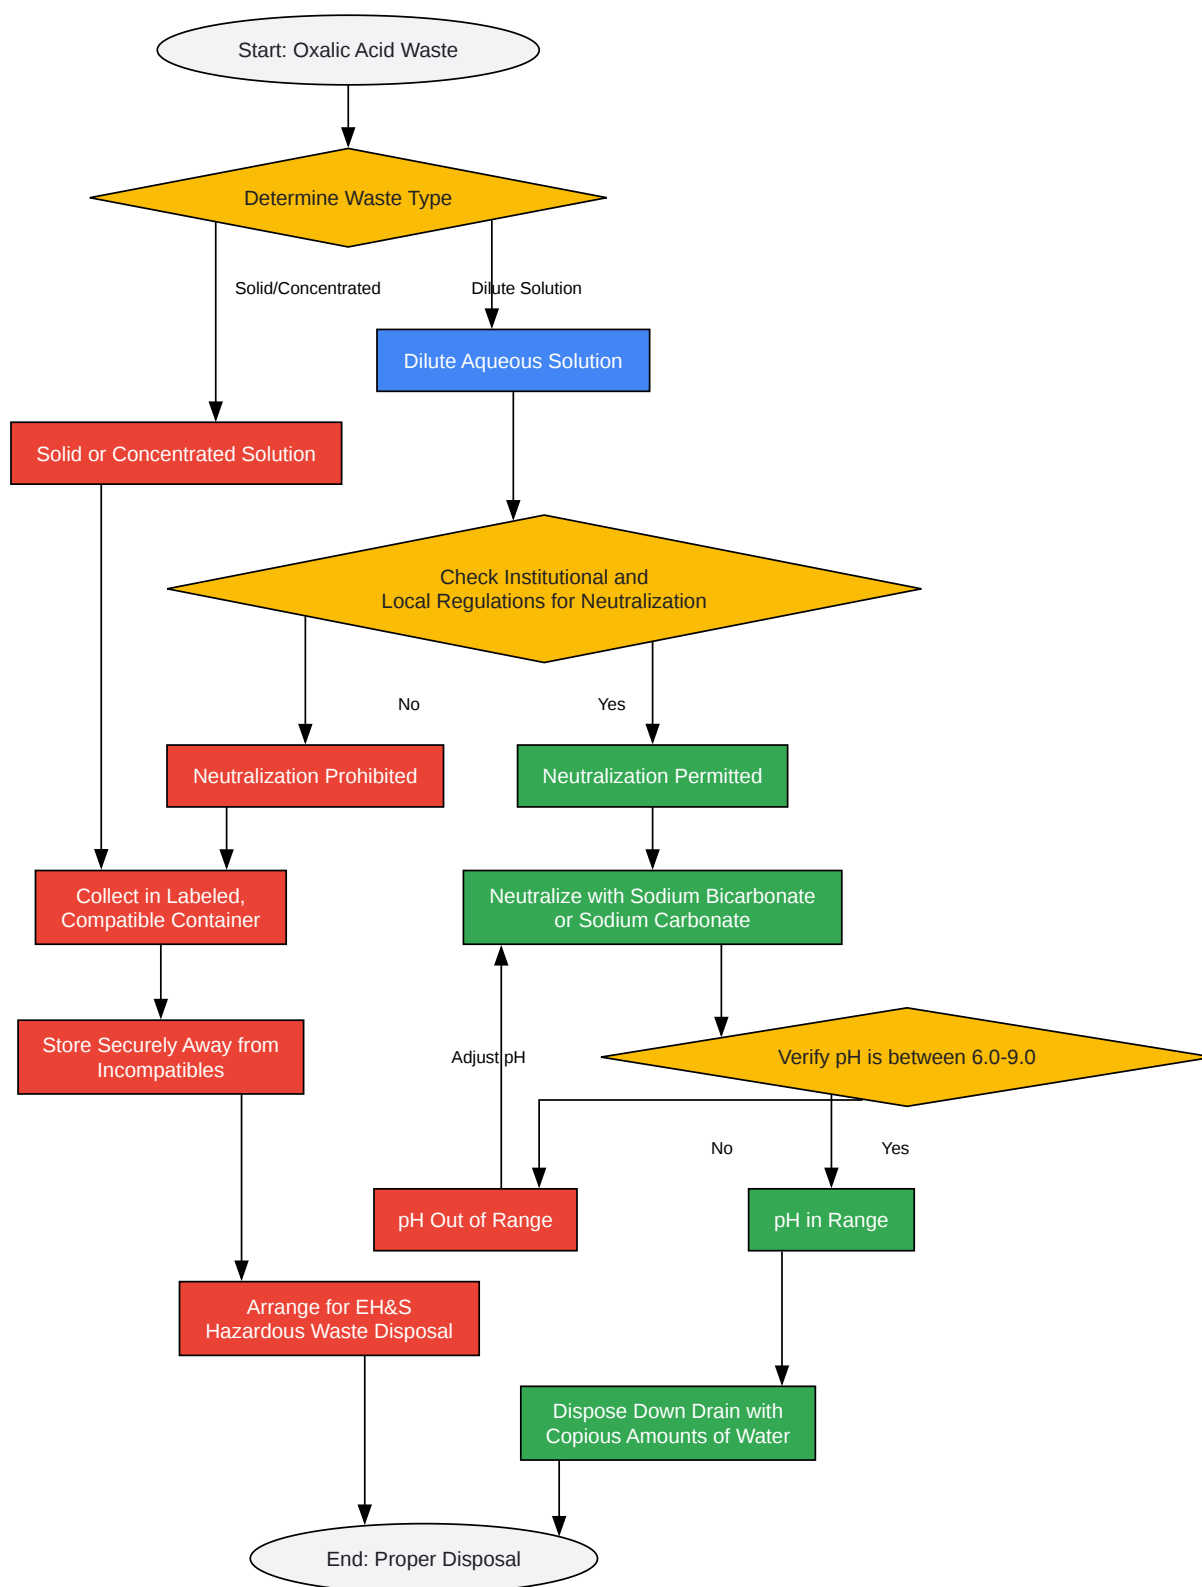 Start: Oxalic Acid Waste
Determine Waste Type
Solid/Concentrated
Dilute Solution
Dilute Aqueous Solution
Solid or Concentrated Solution
Check Institutional and
Local Regulations for Neutralization
No
Yes
Neutralization Prohibited
Neutralization Permitted
Collect in Labeled,
Compatible Container
Neutralize with Sodium Bicarbonate
or Sodium Carbonate
Store Securely Away from
Incompatibles
Adjust pH
Verify pH is between 6.0-9.0
No
Yes
pH Out of Range
pH in Range
Arrange for EH&S
Hazardous Waste Disposal
Dispose Down Drain with
Copious Amounts of Water
End: Proper Disposal